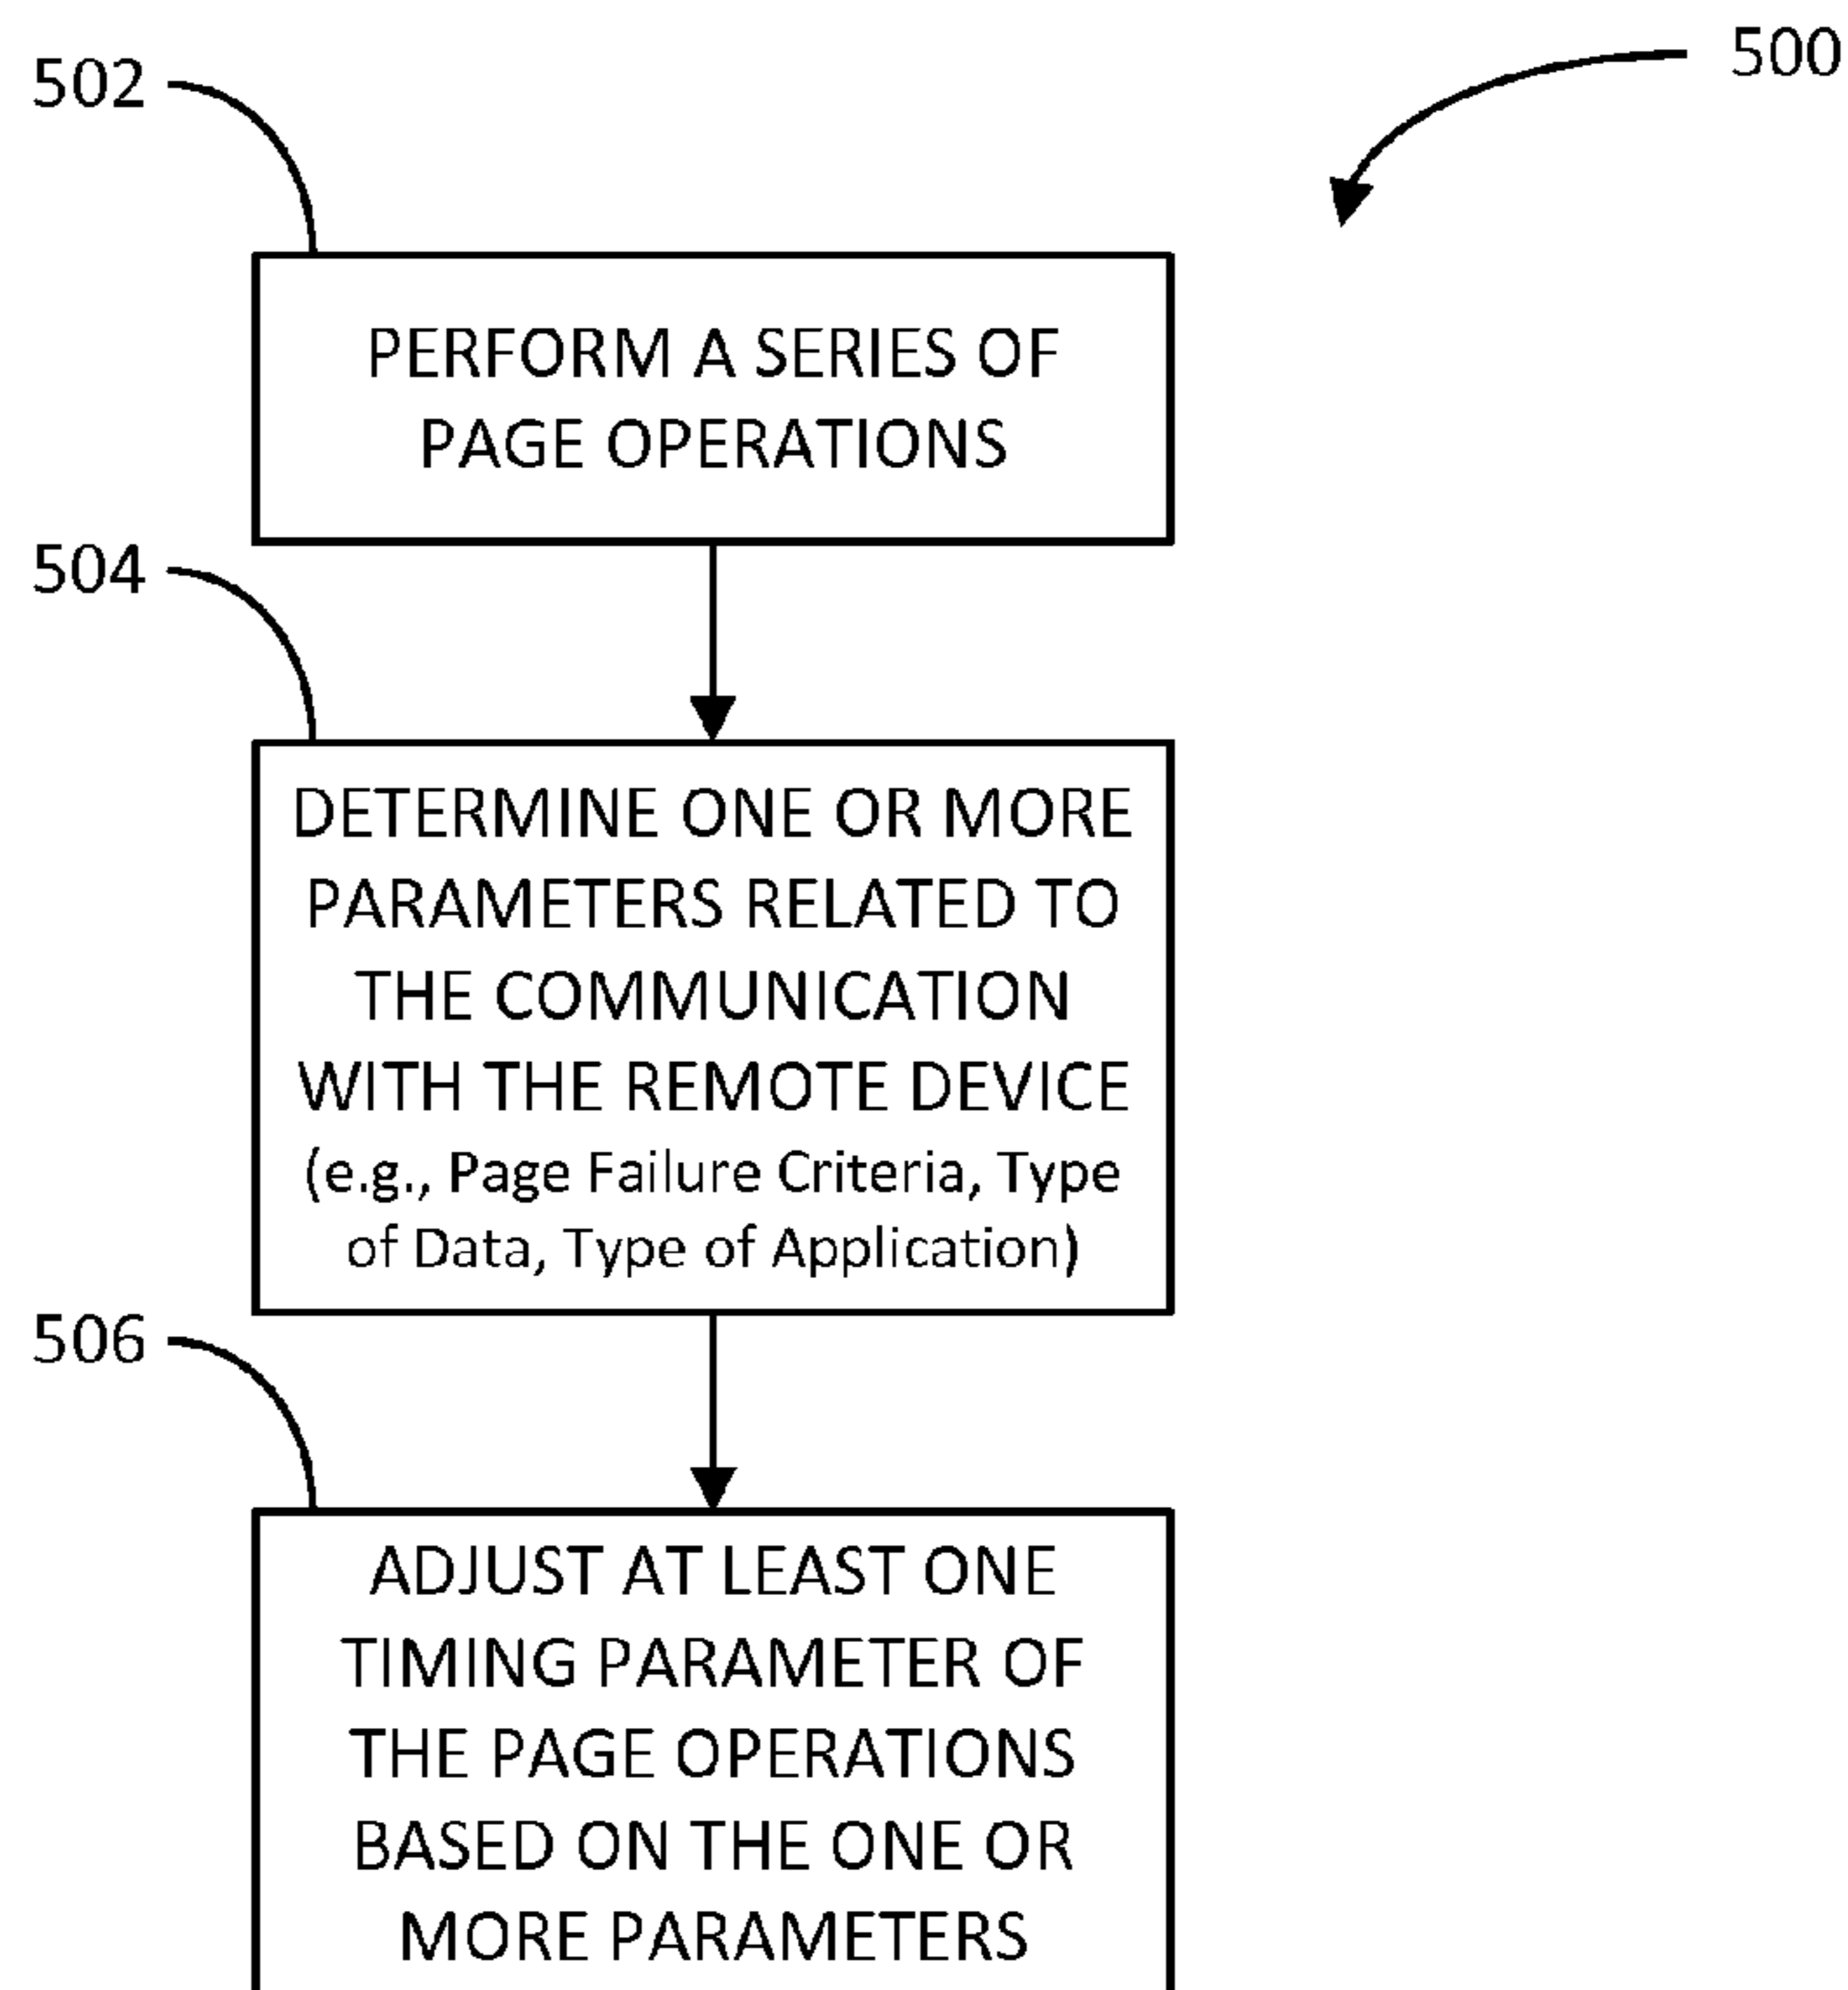 500
502
PERFORM A SERIES OF
PAGE OPERATIONS
504
DETERMINE ONE OR MORE
PARAMETERS RELATED TO
THE COMMUNICATION
WITH THE REMOTE DEVICE
(e.g., Page Failure Criteria, Type
of Data, Type of Application)
506
ADJUST AT LEAST ONE
TIMING PARAMETER OF
THE PAGE OPERATIONS
BASED ON THE ONE OR
MORE PARAMETERS